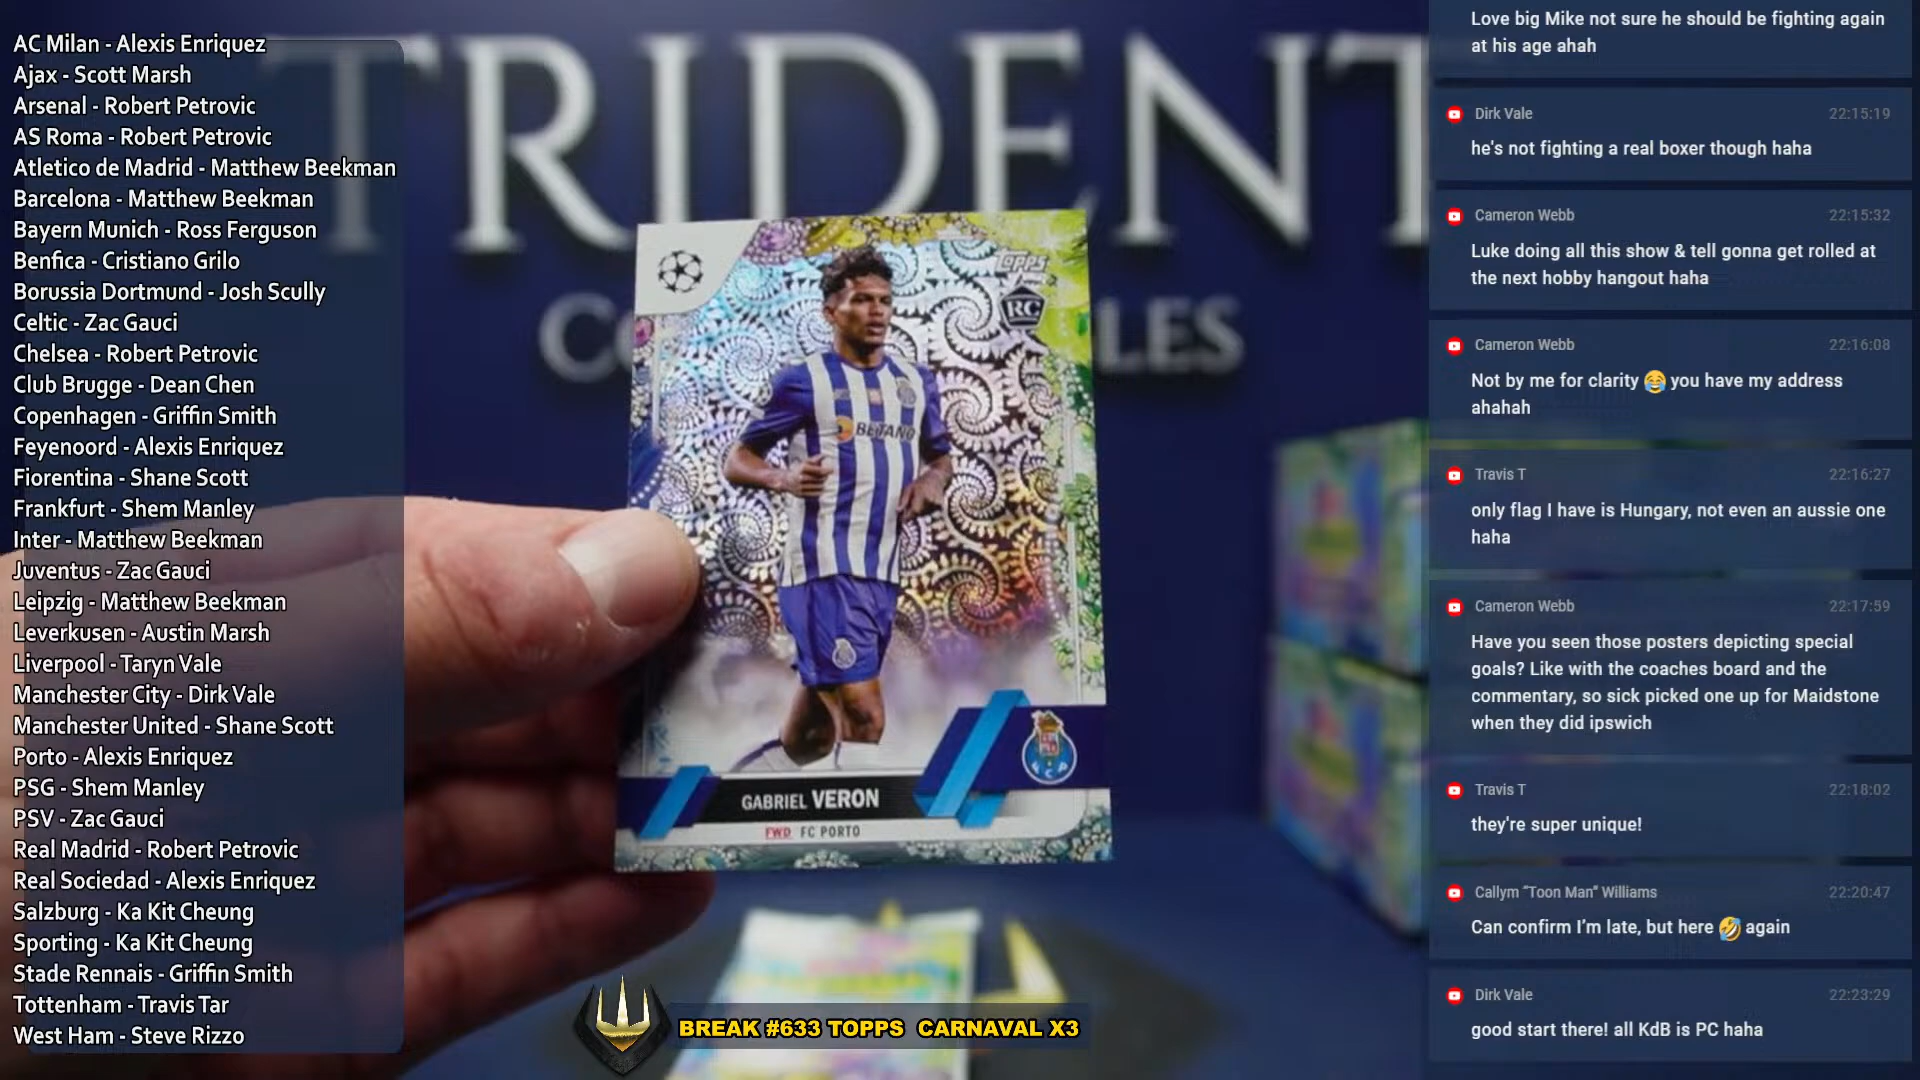 AC Milan - Alexis Enriquez
Ajax - Scott Marsh
Arsenal - Robert Petrovic
AS Roma - Robert Petrovic
Atletico de Madrid - Matthew Beekman
Barcelona - Matthew Beekman
Bayern Munich - Ross Ferguson
Benfica - Cristiano Grilo
Borussia Dortmund - Josh Scully
Celtic - Zac Gauci
Chelsea - Robert Petrovic
Club Brugge - Dean Chen
Copenhagen - Griffin Smith
Feyenoord - Alexis Enriquez
Fiorentina - Shane Scott
Frankfurt - Shem Manley
Inter - Matthew Beekman
Juventus - Zac Gauci
Leipzig - Matthew Beekman
Leverkusen - Austin Marsh
Liverpool - Taryn Vale
Manchester City - Dirk Vale
Manchester United - Shane Scott
Porto - Alexis Enriquez
PSG - Shem Manley
PSV - Zac Gauci
Real Madrid - Robert Petrovic
Real Sociedad - Alexis Enriquez
Salzburg - Ka Kit Cheung
Sporting - Ka Kit Cheung
Stade Rennais - Griffin Smith
Tottenham - Travis Tar
West Ham - Steve Rizzo
TRIDENT
Topps
RC
BETANO
GABRIEL VERON
FWD FC PORTO
BREAK #633 TOPPS CARNAVAL X3
Love big Mike not sure he should be fighting again
at his age ahah
Dirk Vale 22:15:19
he's not fighting a real boxer though haha
Cameron Webb 22:15:32
Luke doing all this show & tell gonna get rolled at
the next hobby hangout haha
Cameron Webb 22:16:08
Not by me for clarity 😂 you have my address
ahahah
Travis T 22:16:27
only flag I have is Hungary, not even an aussie one
haha
Cameron Webb 22:17:59
Have you seen those posters depicting special
goals? Like with the coaches board and the
commentary, so sick picked one up for Maidstone
when they did ipswich
Travis T 22:18:02
they're super unique!
Callym “Toon Man” Williams 22:20:47
Can confirm I'm late, but here 🤣 again
Dirk Vale 22:23:29
good start there! all KdB is PC haha